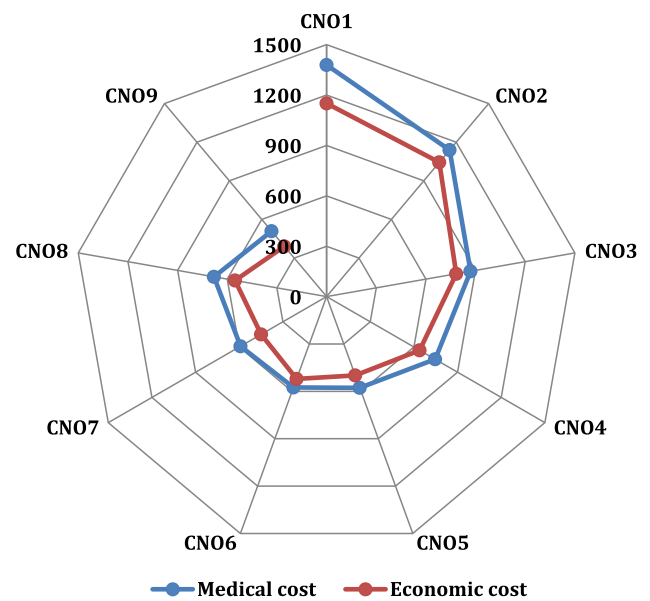 CNO1
1500
CNO9
1200
CNO2
900
600
CNO8
300
CNO3
0
CNO7
CNO4
CNO6
CNO5
Medical cost Economic cost